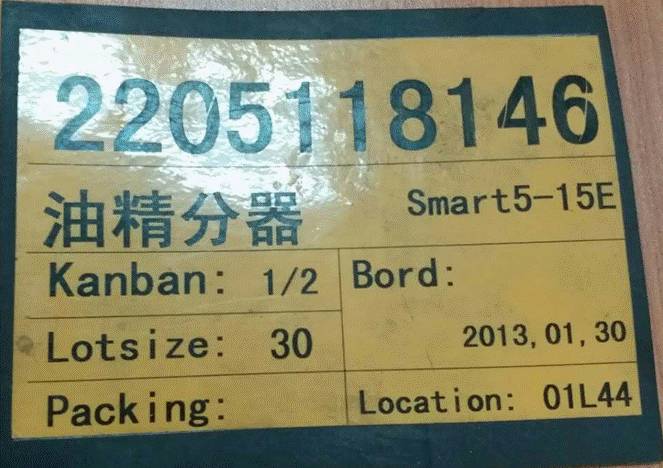 2205118146
油精分器 Smart5-15E
Kanban: 1/2 Bord:
Lotsize: 30 2013,01,30
Packing: Location: 01L44